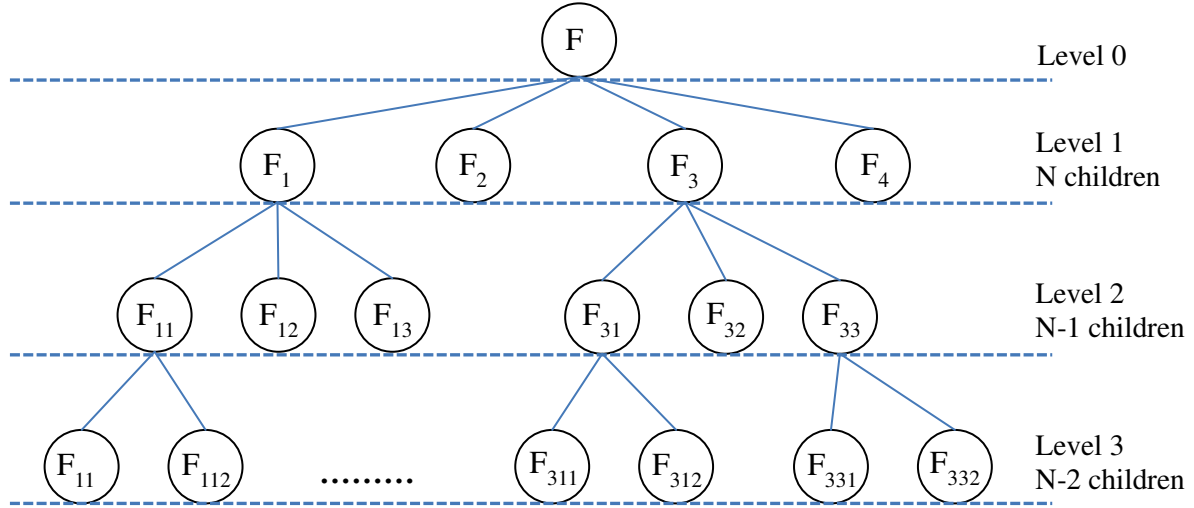 F
Level 0
F₁
F₂
F₃
F₄
Level 1
N children
F₁₁
F₁₂
F₁₃
F₃₁
F₃₂
F₃₃
Level 2
N-1 children
F₁₁
F₁₁₂
.........
F₃₁₁
F₃₁₂
F₃₃₁
F₃₃₂
Level 3
N-2 children